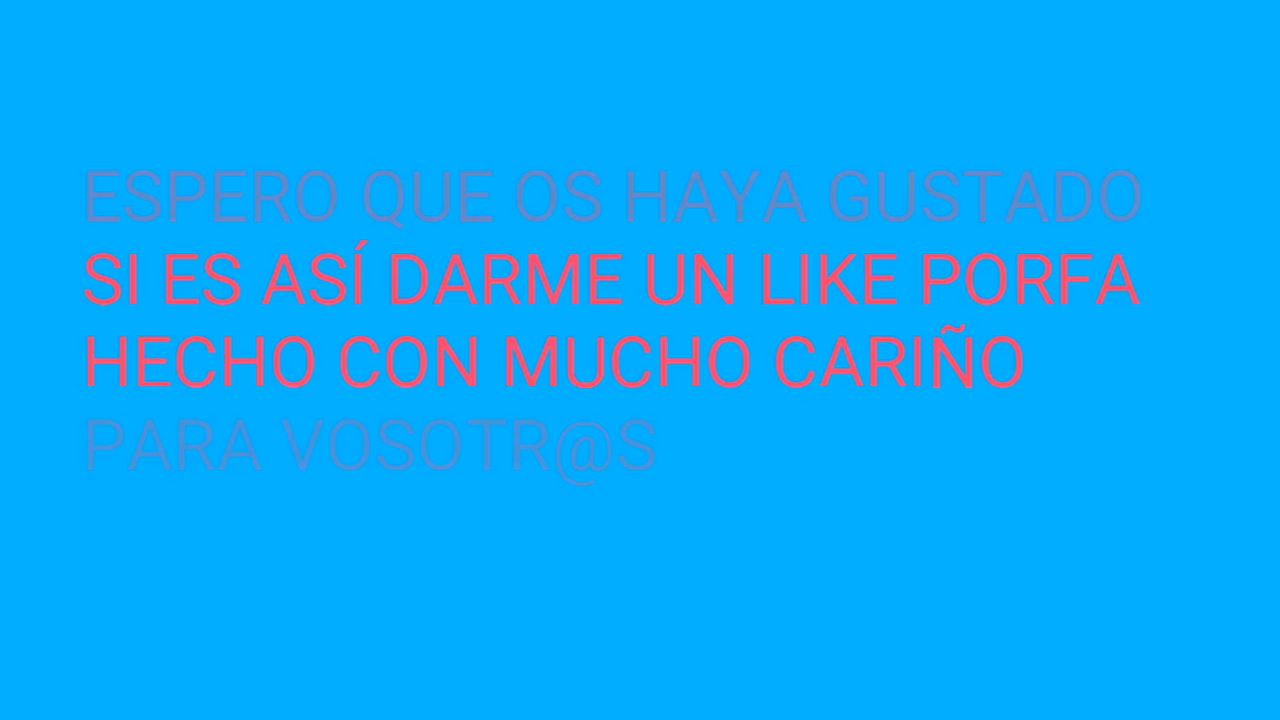 ESPERO QUE OS HAYA GUSTADO
SI ES ASÍ DARME UN LIKE PORFA
HECHO CON MUCHO CARIÑO
PARA VOSOTR@S